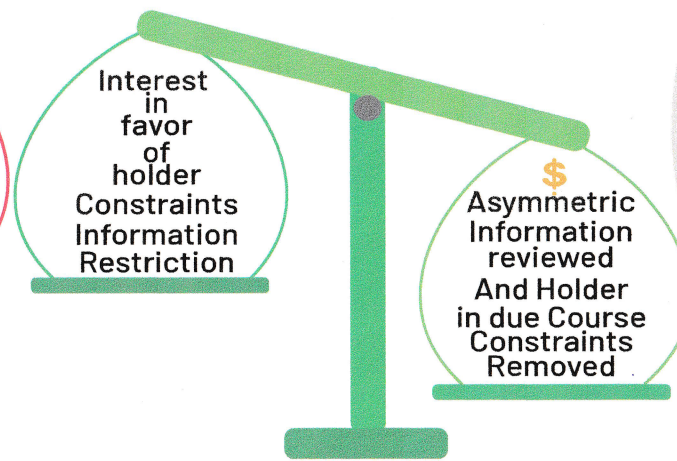 Interest
in
favor
of
holder
Constraints
Information
Restriction
$
Asymmetric
Information
reviewed
And Holder
in due Course
Constraints
Removed